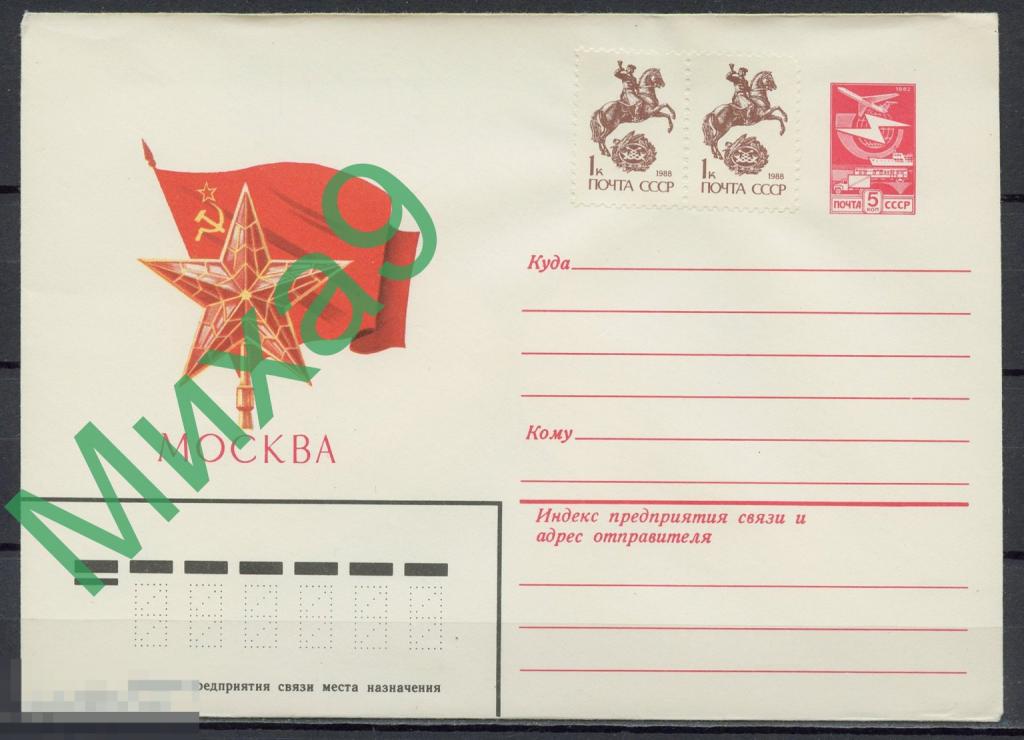 1982
1К 1988
ПОЧТА СССР
1К 1988
ПОЧТА СССР
ПОЧТА 5 КОП СССР
Куда
Миха9
МОСКВА
Кому
Индекс предприятия связи и
адрес отправителя
предприятия связи места назначения